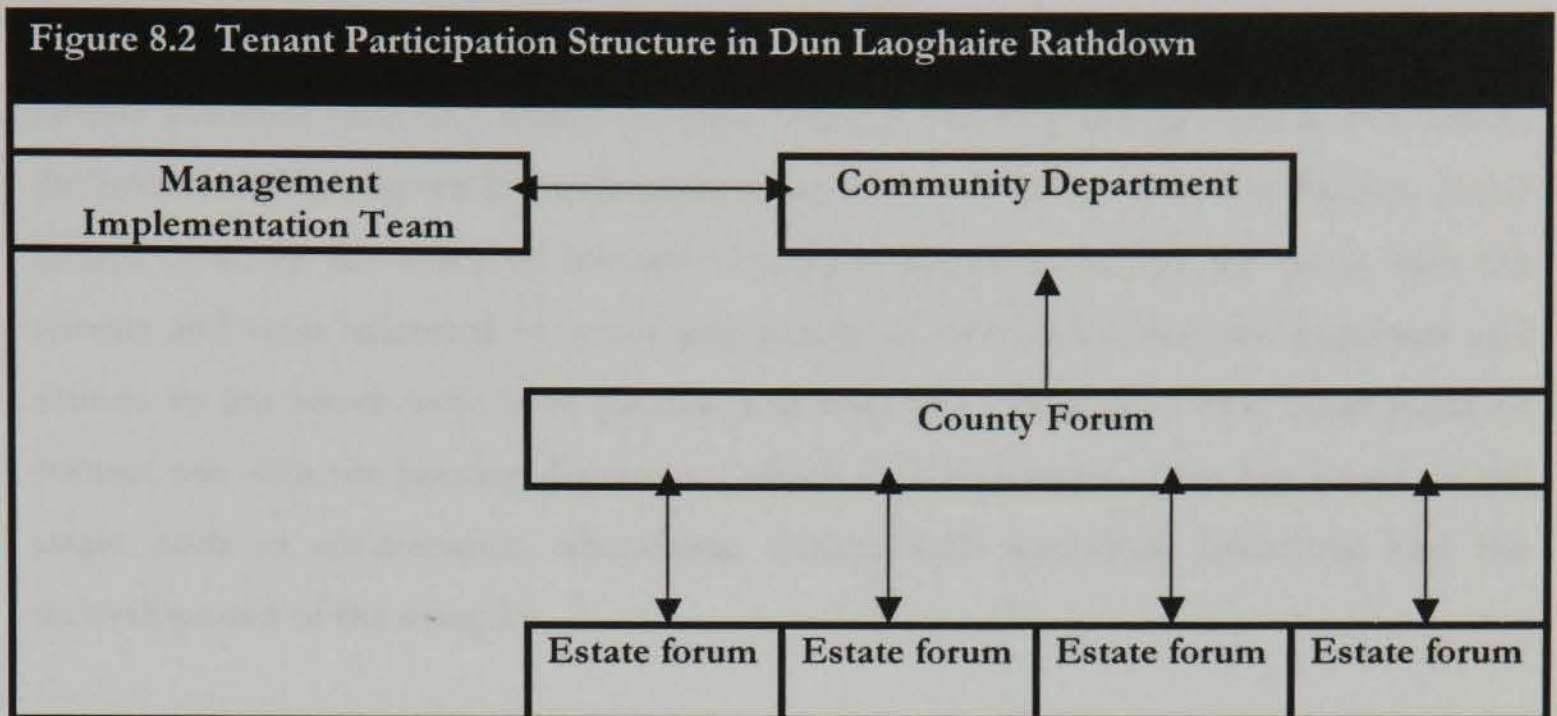 Figure 8.2 Tenant Participation Structure in Dun Laoghaire Rathdown
Management
Implementation Team
Community Department
County Forum
Estate forum
Estate forum
Estate forum
Estate forum